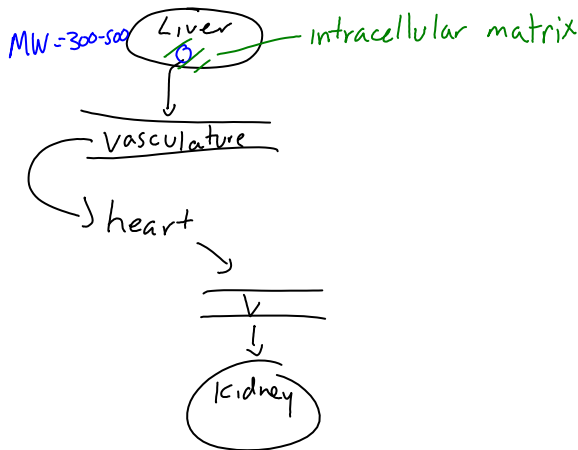 Liver
MW=300-500
intracellular matrix
vasculature
heart
V
Kidney